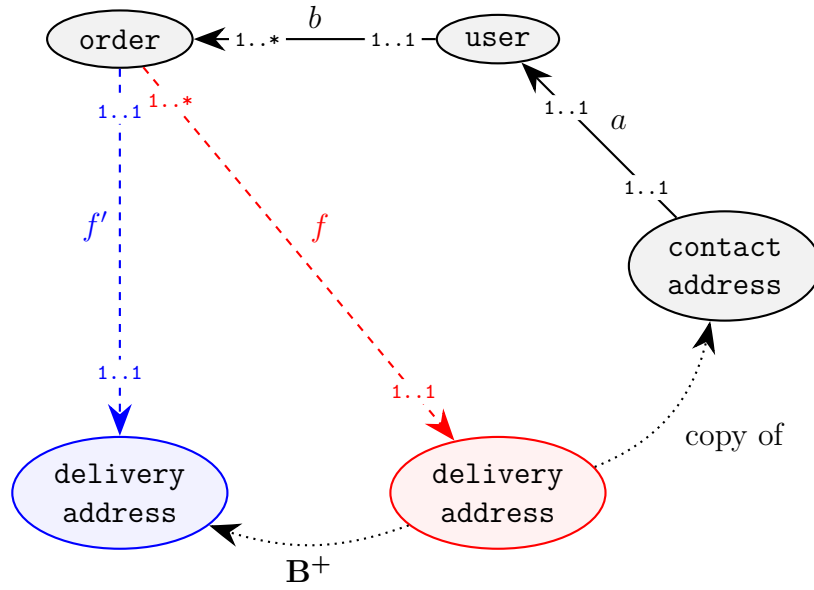 b
order
1..*
1..1
user
1..*
1..1
1..1
a
1..1
f′
f
contact
address
1..1
1..1
copy of
delivery
address
delivery
address
B⁺